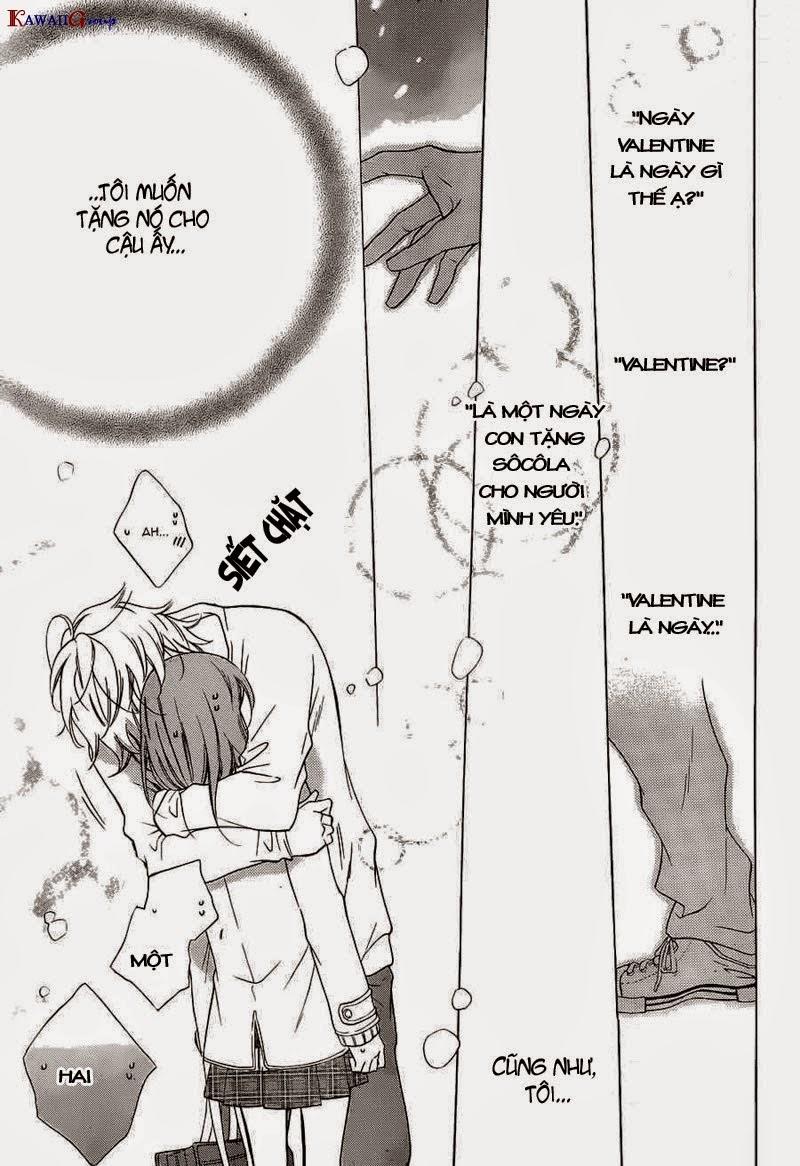 KAWAIIGroup
"NGÀY
VALENTINE
LÀ NGÀY GÌ
THẾ Ạ?"
"VALENTINE?"
"VALENTINE
LÀ NGÀY..."
"LÀ MỘT NGÀY
CON TẶNG
SÔCÔLA
CHO NGƯỜI
MÌNH YÊU."
CŨNG NHƯ,
TÔI...
...TÔI MUỐN
TẶNG NÓ CHO
CẬU ẤY...
SIẾT CHẶT
AH...
MỘT
HAI